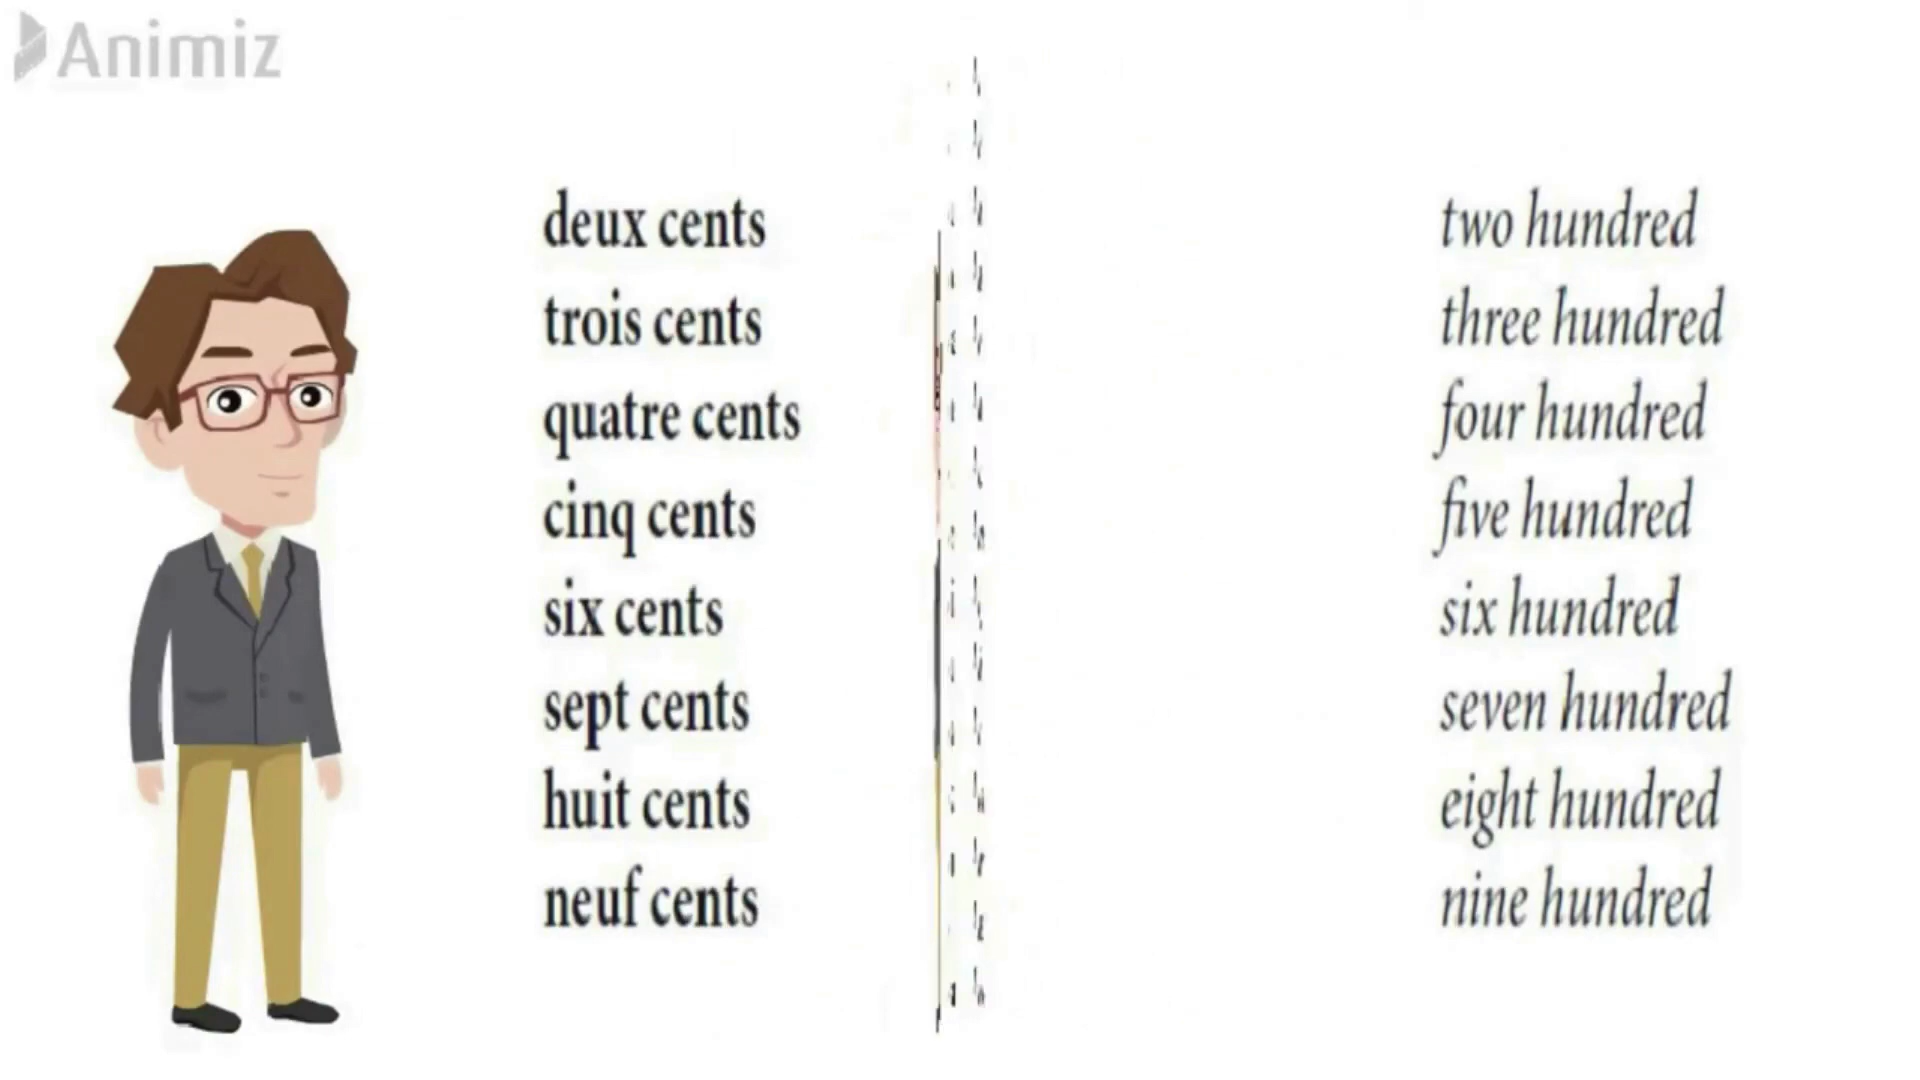 Animiz
deux cents
two hundred
trois cents
three hundred
quatre cents
four hundred
cinq cents
five hundred
six cents
six hundred
sept cents
seven hundred
huit cents
eight hundred
neuf cents
nine hundred